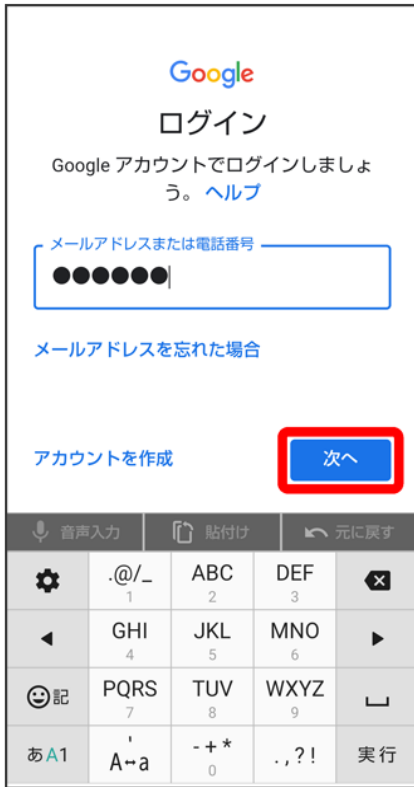 Google
ログイン
Google アカウントでログインしましょ
う。 ヘルプ
メールアドレスまたは電話番号
●●●●●●
メールアドレスを忘れた場合
アカウントを作成
次へ
音声入力 貼付け 元に戻す
.@/_ ABC DEF
1 2 3
GHI JKL MNO
4 5 6
記 PQRS TUV WXYZ
7 8 9
あA1 ' - + * . , ? ! 実行
A↔a 0